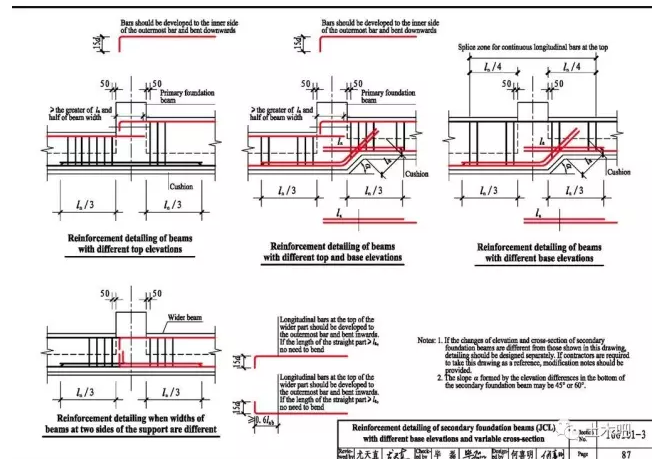 Bars should be developed to the inner side
of the outermost bar and bent downwards
15d
50
50
Primary foundation
beam
≥ the greater of lₐ and
half of beam width
Cushion
lₙ/3
lₙ/3
Reinforcement detailing of beams
with different top elevations
Bars should be developed to the inner side
of the outermost bar and bent downwards
15d
50
50
Primary foundation
beam
≥ the greater of lₐ and
half of beam width
lₐ
lₐ
α
Cushion
lₙ/3
lₙ/3
lₐ
Reinforcement detailing of beams
with different top and base elevations
Splice zone for continuous longitudinal bars at the top
lₙ/4
lₙ/4
50
50
lₐ
lₐ
α
Cushion
lₙ/3
lₙ/3
lₐ
Reinforcement detailing of beams
with different base elevations
50
50
Wider beam
lₙ/3
lₙ/3
Reinforcement detailing when widths of
beams at two sides of the support are different
Longitudinal bars at the top of the
wider part should be developed to
the outermost bar and bent inwards.
If the length of the straight part ≥ lₐ,
no need to bend
15d
Longitudinal bars at the top of the
wider part should be developed to
the outermost bar and bent inwards.
If the length of the straight part ≥ lₐ,
no need to bend
15d
≥0.6lab
Notes: 1. If the changes of elevation and cross-section of secondary
foundation beams are different from those shown in this drawing,
detailing should be designed separately. If contractors are required
to take this drawing as a reference, modification notes should be
provided.
2. The slope α formed by the elevation differences in the bottom of
the secondary foundation beam may be 45° or 60°.
Reinforcement detailing of secondary foundation beams (JCL)
with different base elevations and variable cross-section
No.
16G101-3
Page
87